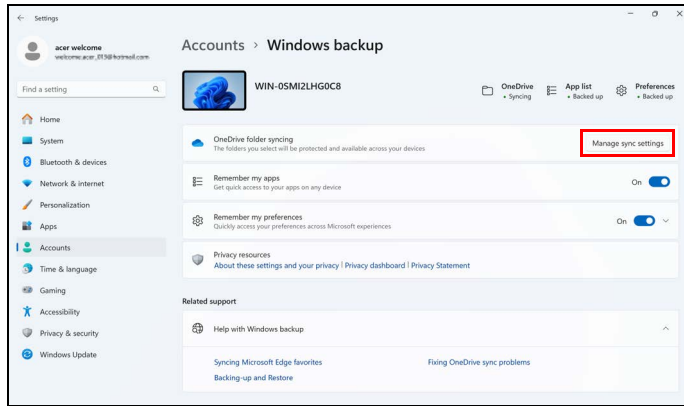 Settings
acer welcome
Find a setting
Home
System
Bluetooth & devices
Network & internet
Personalization
Apps
Accounts
Time & language
Gaming
Accessibility
Privacy & security
Windows Update
Accounts > Windows backup
WIN-0SMI2LHG0C8
OneDrive
• Syncing
App list
• Backed up
Preferences
• Backed up
OneDrive folder syncing
The folders you select will be protected and available across your devices
Manage sync settings
Remember my apps
Get quick access to your apps on any device
On
Remember my preferences
Quickly access your preferences across Microsoft experiences
On
Privacy resources
About these settings and your privacy | Privacy dashboard | Privacy Statement
Related support
Help with Windows backup
Syncing Microsoft Edge favorites
Fixing OneDrive sync problems
Backing-up and Restore